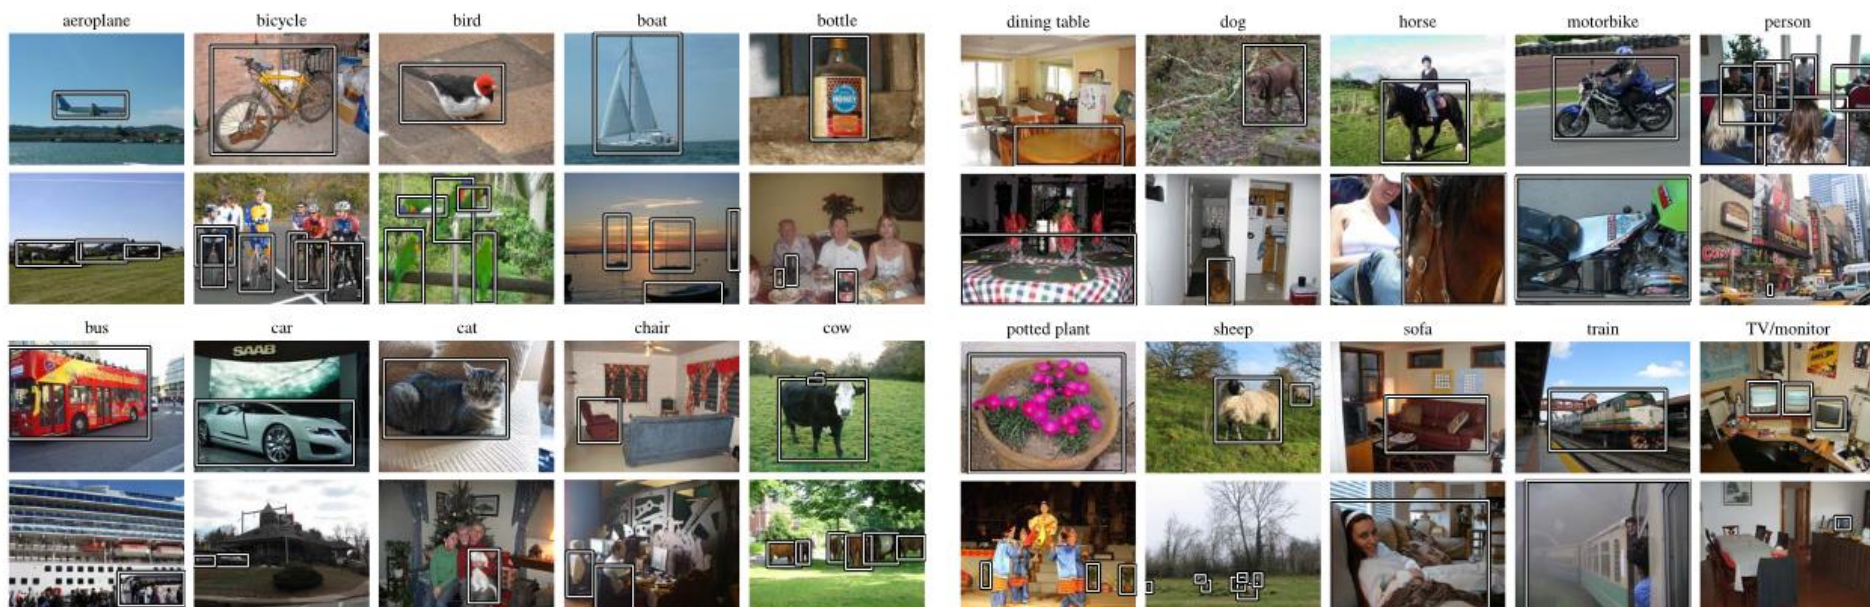 aeroplane
bicycle
bird
boat
bottle
dining table
dog
horse
motorbike
person
HONEY
bus
car
cat
chair
cow
potted plant
sheep
sofa
train
TV/monitor
SAAB